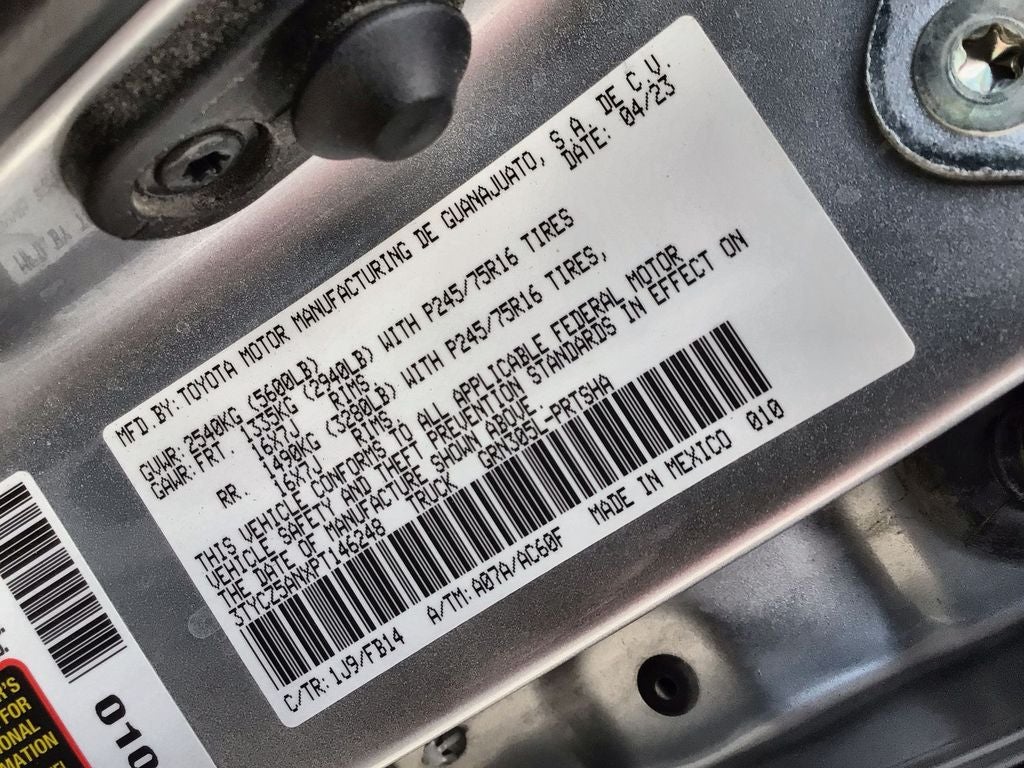 MFD.BY:TOYOTA MOTOR MANUFACTURING DE GUANAJUATO, S.A. DE C.V.
DATE: 04/23
GVWR:2540KG (5600LB)
GAWR:FRT. 1335KG (2940LB) WITH P245/75R16 TIRES
16X7J RIMS
RR. 1490KG (3280LB) WITH P245/75R16 TIRES,
16X7J RIMS
THIS VEHICLE CONFORMS TO ALL APPLICABLE FEDERAL MOTOR
VEHICLE SAFETY AND THEFT PREVENTION STANDARDS IN EFFECT ON
THE DATE OF MANUFACTURE SHOWN ABOVE.
3TYCZ5ANXPT146248 TRUCK GRN305L-PRTSHA
C/TR:1J9/FB14 A/TM:A07A/AC60F MADE IN MEXICO 010
010
FOR